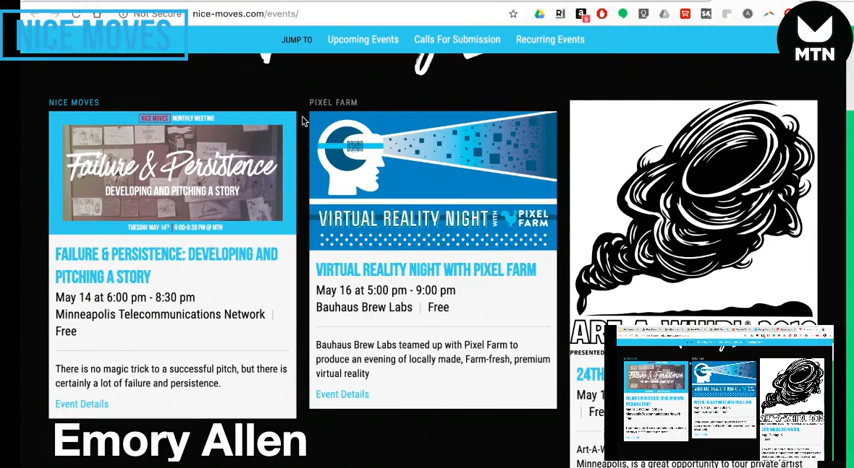 Not Secure
nice-moves.com/events/
NICE MOVES
MTN
JUMP TO
Upcoming Events
Calls For Submission
Recurring Events
NICE MOVES
PIXEL FARM
NICE MOVES MONTHLY MEETING
Failure & Persistence
DEVELOPING AND PITCHING A STORY
TUESDAY MAY 14TH | 6:00-8:30 PM @ MTN
FAILURE & PERSISTENCE: DEVELOPING AND
PITCHING A STORY
May 14 at 6:00 pm - 8:30 pm
Minneapolis Telecommunications Network |
Free
There is no magic trick to a successful pitch, but there is
certainly a lot of failure and persistence.
Event Details
VIRTUAL REALITY NIGHT WITH PIXEL FARM
VIRTUAL REALITY NIGHT WITH PIXEL FARM
May 16 at 5:00 pm - 9:00 pm
Bauhaus Brew Labs | Free
Bauhaus Brew Labs teamed up with Pixel Farm to
produce an evening of locally made, Farm-fresh, premium
virtual reality
Event Details
ART-A-WHIRL 2019
PRESENTED
24TH
May 1
Fre
Art-A-W
Minneapolis, is a great opportunity to tour private artist
Emory Allen